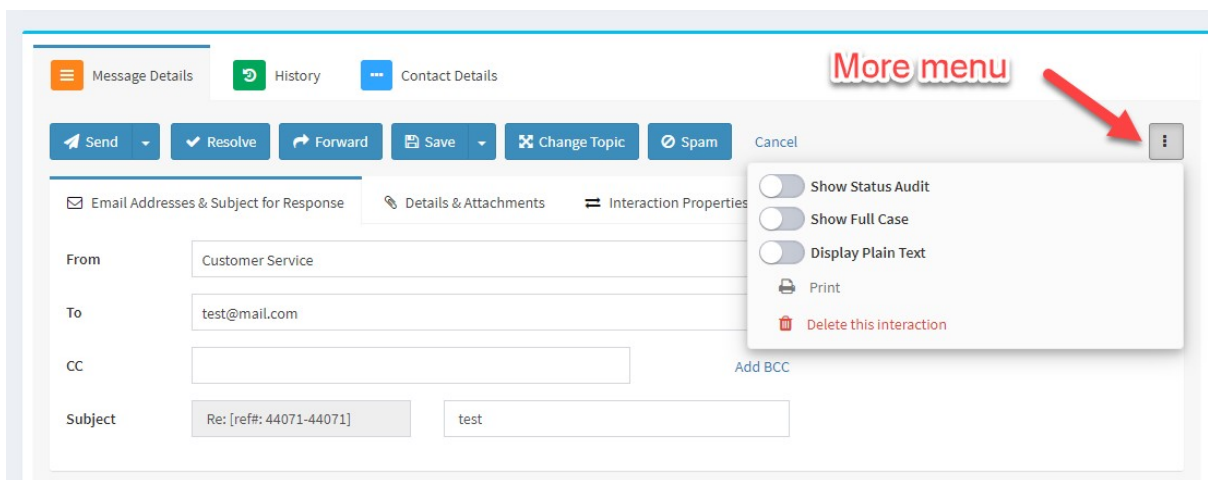 Message Details History Contact Details More menu
Send Resolve Forward Save Change Topic Spam Cancel
Show Status Audit
Email Addresses & Subject for Response Details & Attachments Interaction Properties
Show Full Case
From Customer Service
Display Plain Text
Print
To test@mail.com
Delete this interaction
CC Add BCC
Subject Re: [ref#: 44071-44071] test